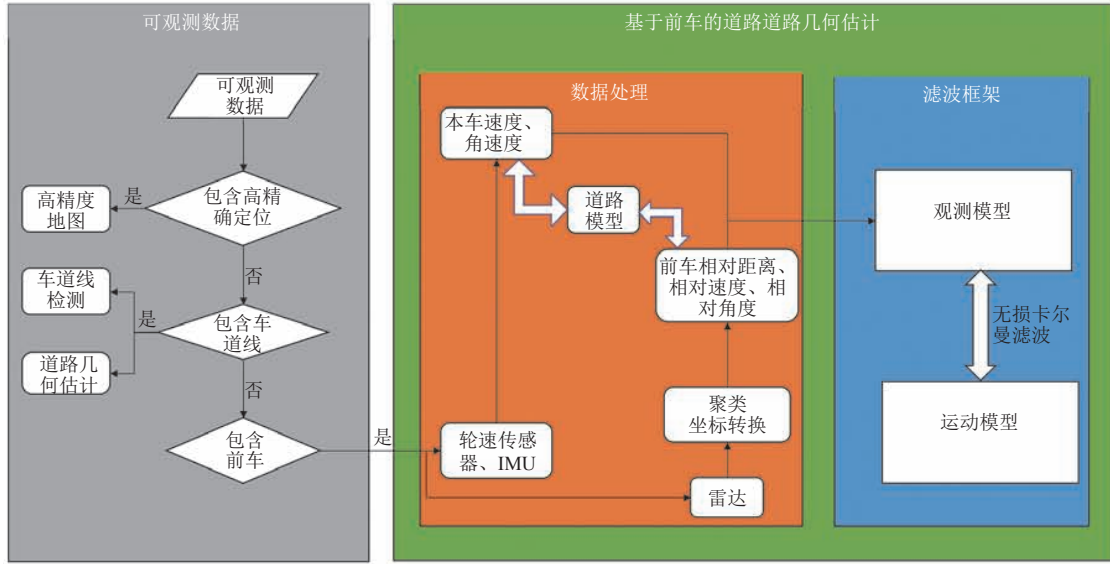 可观测数据
可观测
数据
包含高精
确定位
是
高精度
地图
否
车道线
检测
包含车
道线
是
道路几
何估计
否
包含
前车
是
基于前车的道路道路几何估计
数据处理
本车速度、
角速度
道路
模型
前车相对距离、
相对速度、相
对角度
聚类
坐标转换
轮速传感
器、IMU
雷达
滤波框架
观测模型
无损卡尔
曼滤波
运动模型